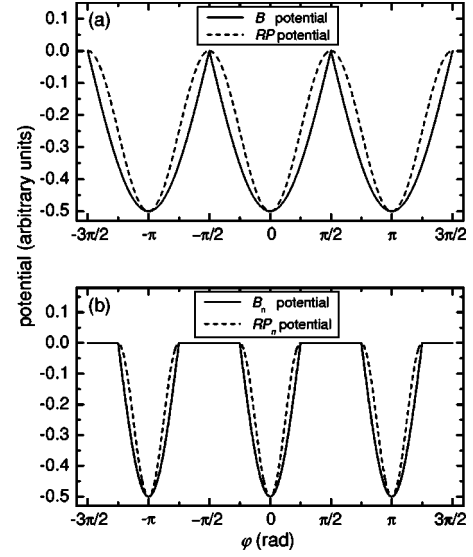 (a)
B potential
RP potential
0.1
0.0
-0.1
-0.2
-0.3
-0.4
-0.5
-3π/2 -π -π/2 0 π/2 π 3π/2
potential (arbitrary units)
(b)
Bn potential
RPn potential
0.1
0.0
-0.1
-0.2
-0.3
-0.4
-0.5
-3π/2 -π -π/2 0 π/2 π 3π/2
φ (rad)